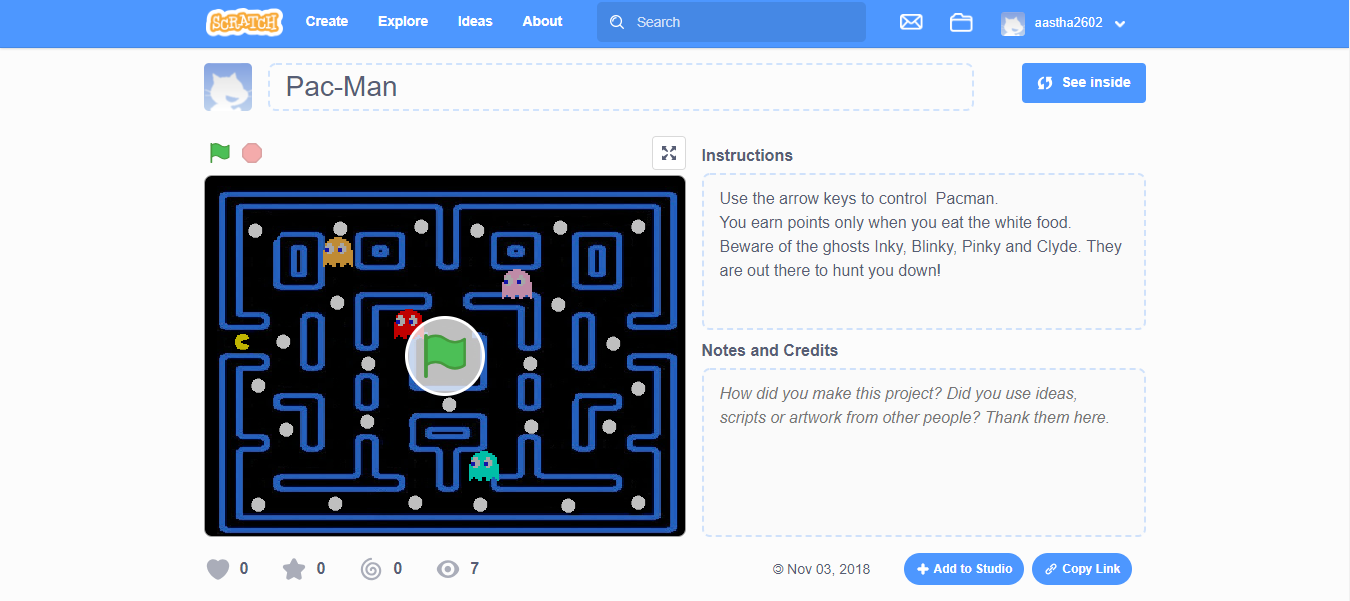 SCRATCH Create Explore Ideas About Search aastha2602
Pac-Man
See inside
Instructions
Use the arrow keys to control  Pacman.
You earn points only when you eat the white food.
Beware of the ghosts Inky, Blinky, Pinky and Clyde. They
are out there to hunt you down!
Notes and Credits
How did you make this project? Did you use ideas,
scripts or artwork from other people? Thank them here.
0 0 0 7
© Nov 03, 2018
Add to Studio
Copy Link